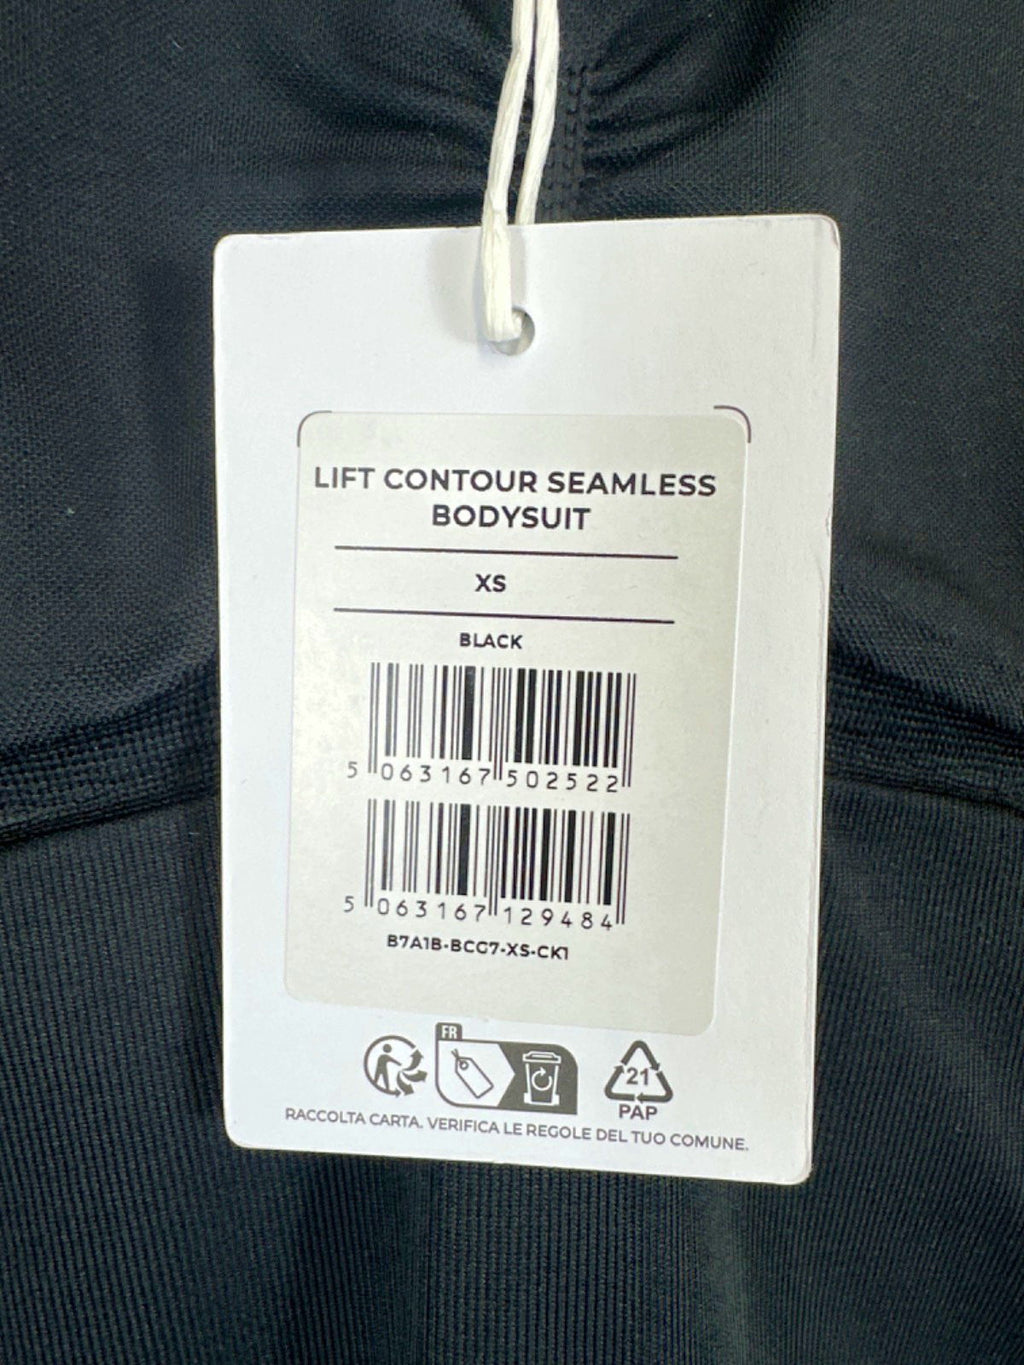 LIFT CONTOUR SEAMLESS
BODYSUIT
XS
BLACK
5 063167 502522
5 063167 129484
B7A1B-BCG7-XS-CK1
FR
21
PAP
RACCOLTA CARTA. VERIFICA LE REGOLE DEL TUO COMUNE.